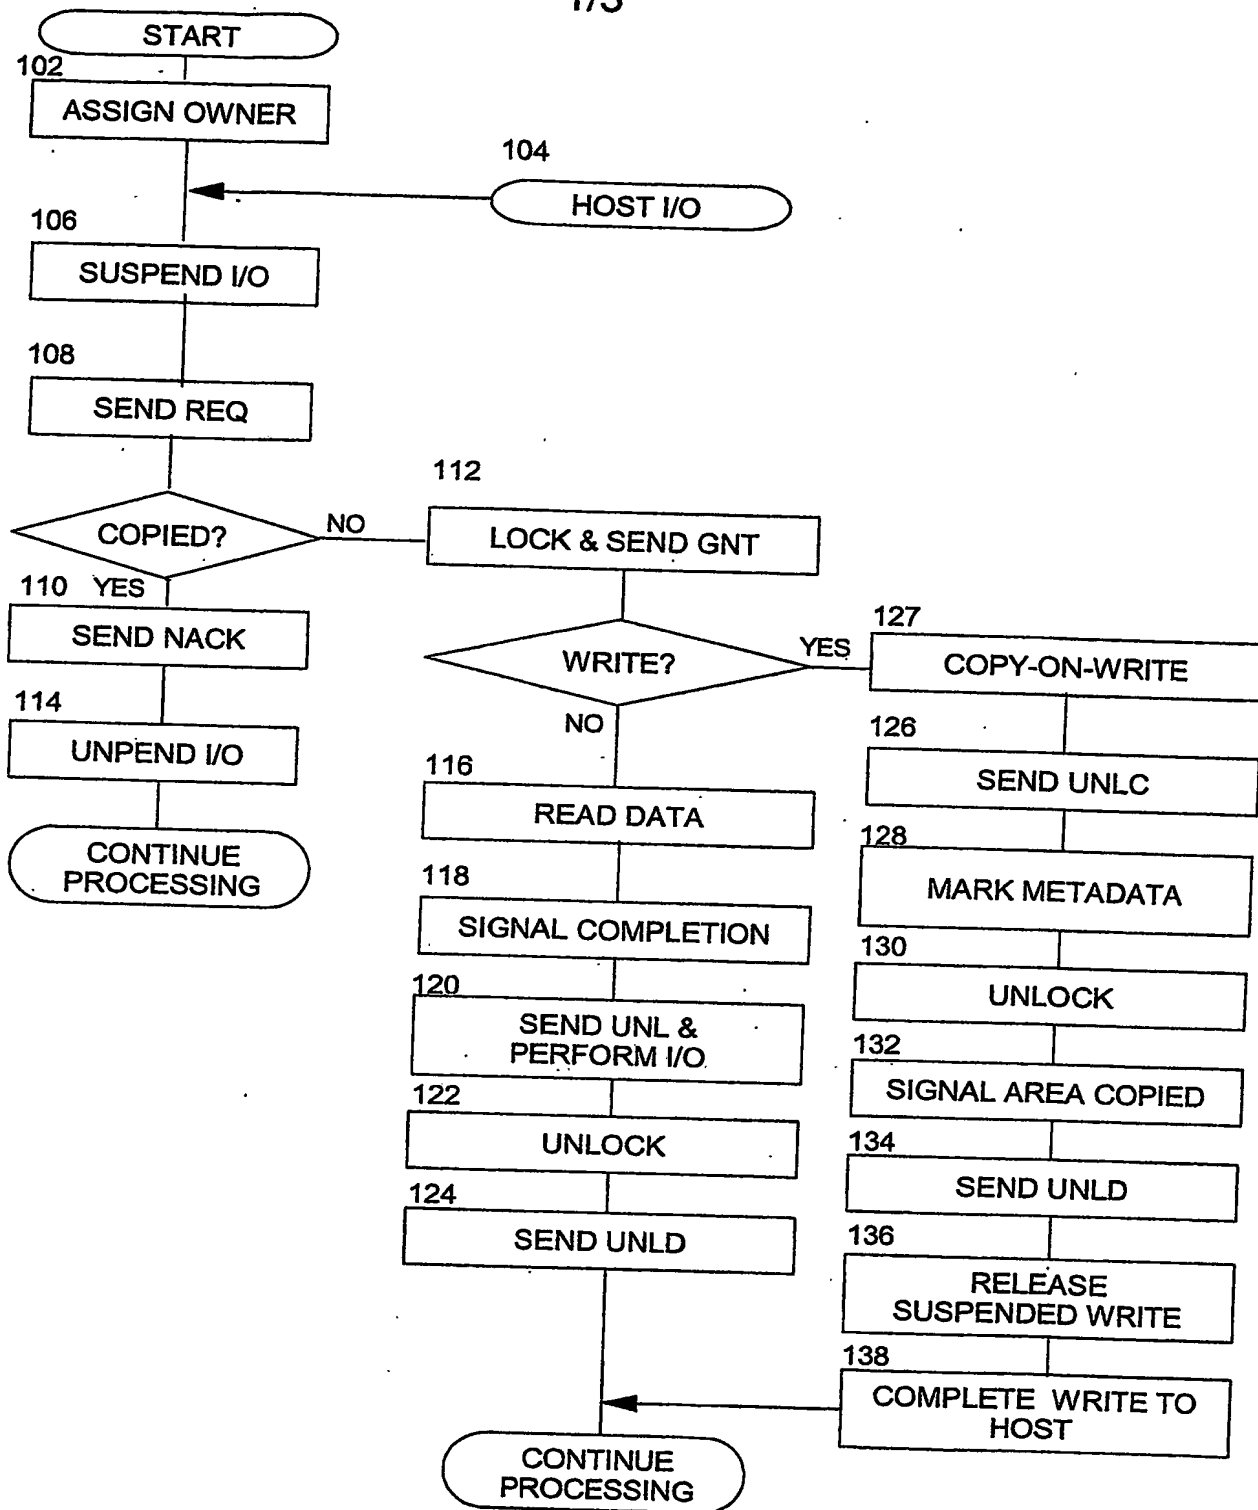 1/3
START
102
ASSIGN OWNER
104
HOST I/O
106
SUSPEND I/O
108
SEND REQ
COPIED?
NO
112
LOCK & SEND GNT
110
YES
SEND NACK
114
UNPEND I/O
CONTINUE
PROCESSING
WRITE?
YES
NO
116
READ DATA
118
SIGNAL COMPLETION
120
SEND UNL &
PERFORM I/O
122
UNLOCK
124
SEND UNLD
127
COPY-ON-WRITE
126
SEND UNLC
128
MARK METADATA
130
UNLOCK
132
SIGNAL AREA COPIED
134
SEND UNLD
136
RELEASE
SUSPENDED WRITE
138
COMPLETE WRITE TO
HOST
CONTINUE
PROCESSING